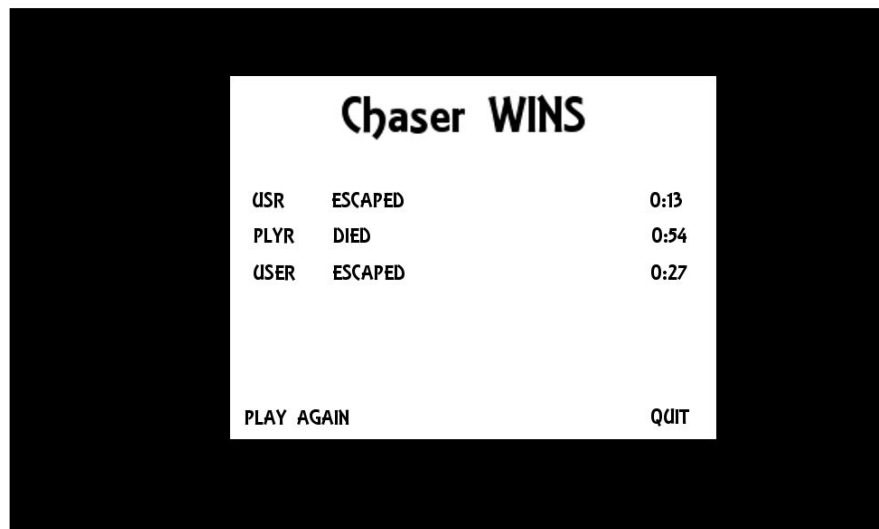 Chaser WINS
USR ESCAPED 0:13
PLYR DIED 0:54
USER ESCAPED 0:27
PLAY AGAIN QUIT